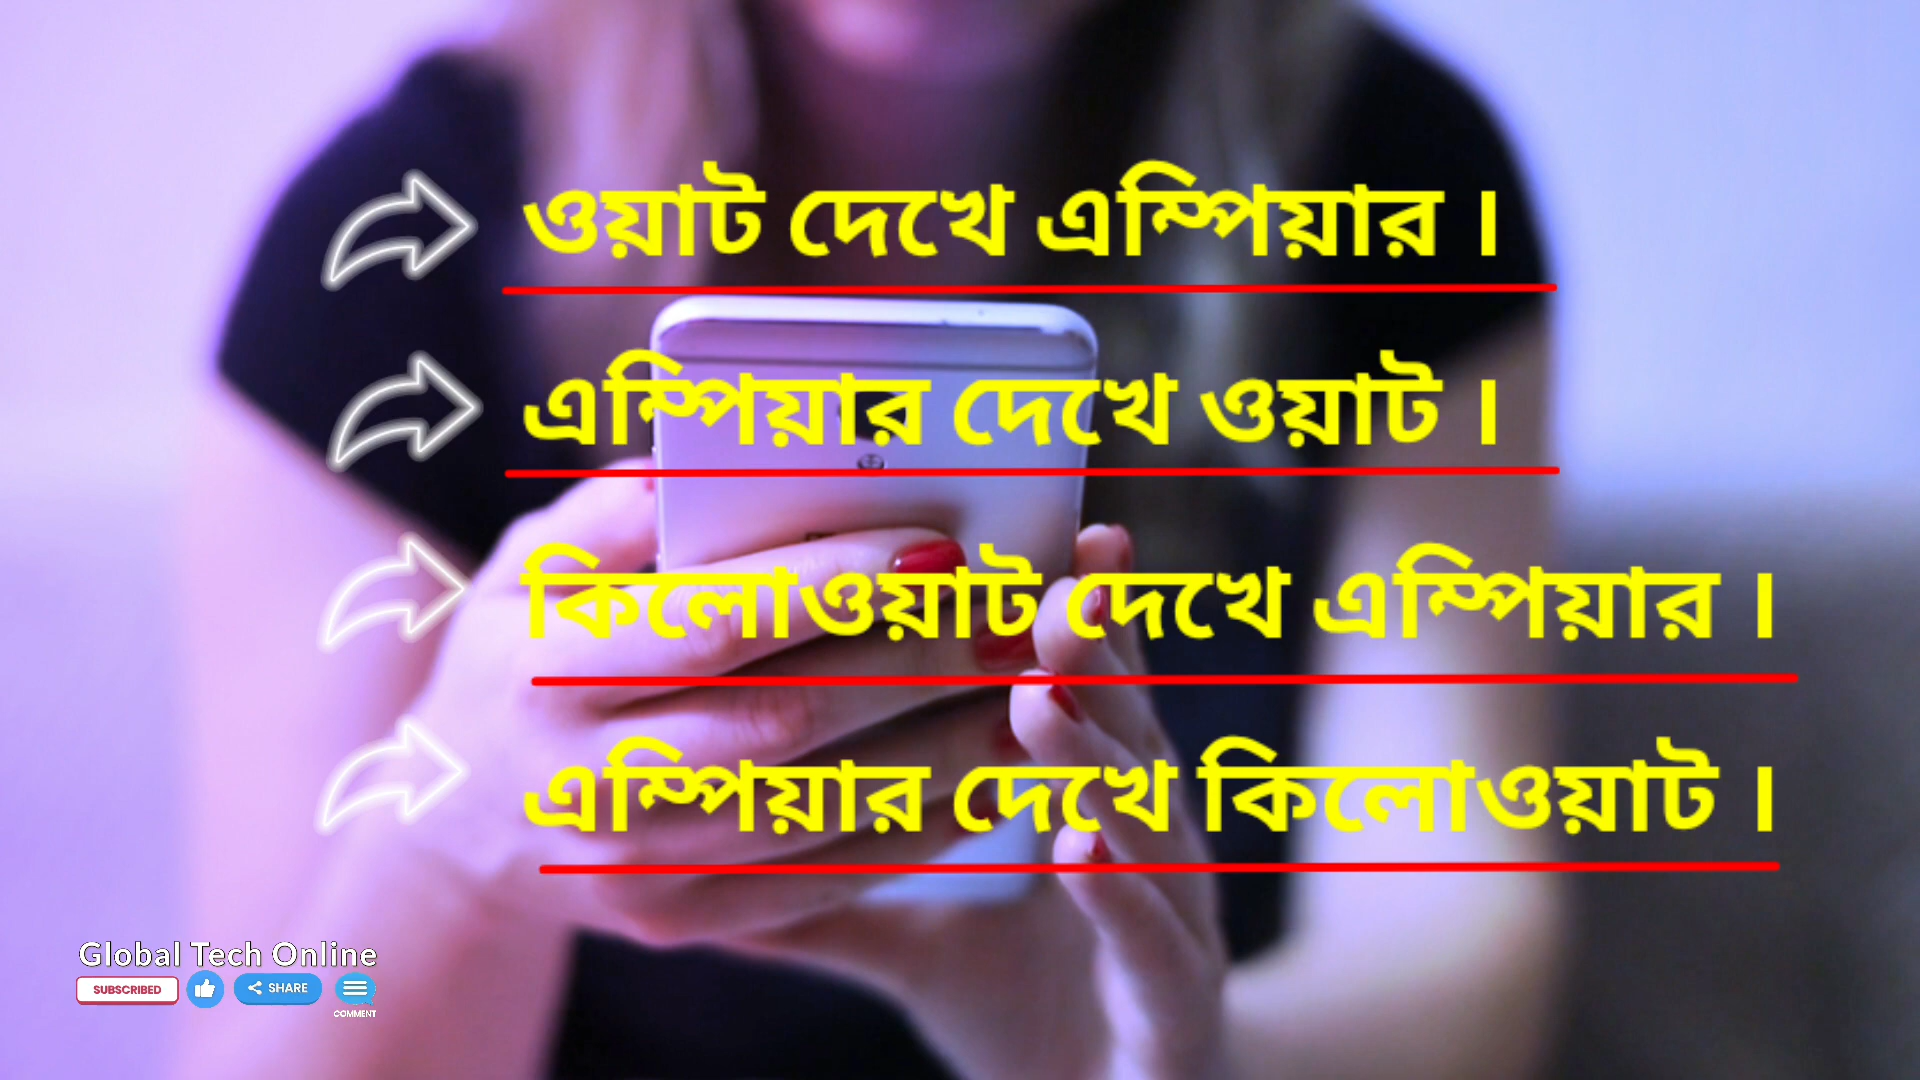 ওয়াট দেখে এম্পিয়ার ।
এম্পিয়ার দেখে ওয়াট ।
কিলোওয়াট দেখে এম্পিয়ার ।
এম্পিয়ার দেখে কিলোওয়াট ।
Global Tech Online
SUBSCRIBED SHARE
COMMENT